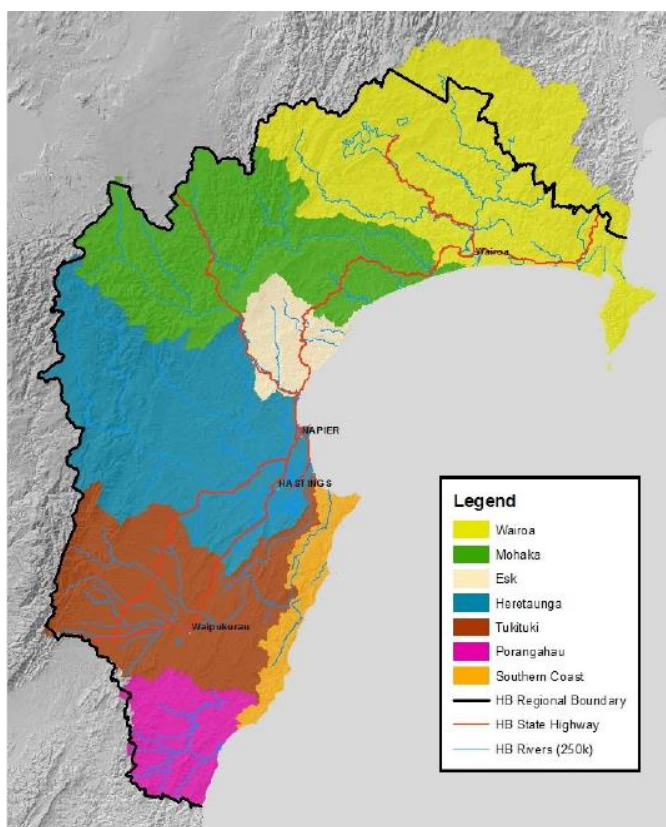 Wairoa
NAPIER
HASTINGS
Waipukurau
Legend
Wairoa
Mohaka
Esk
Heretaunga
Tukituki
Porangahau
Southern Coast
HB Regional Boundary
HB State Highway
HB Rivers (250k)